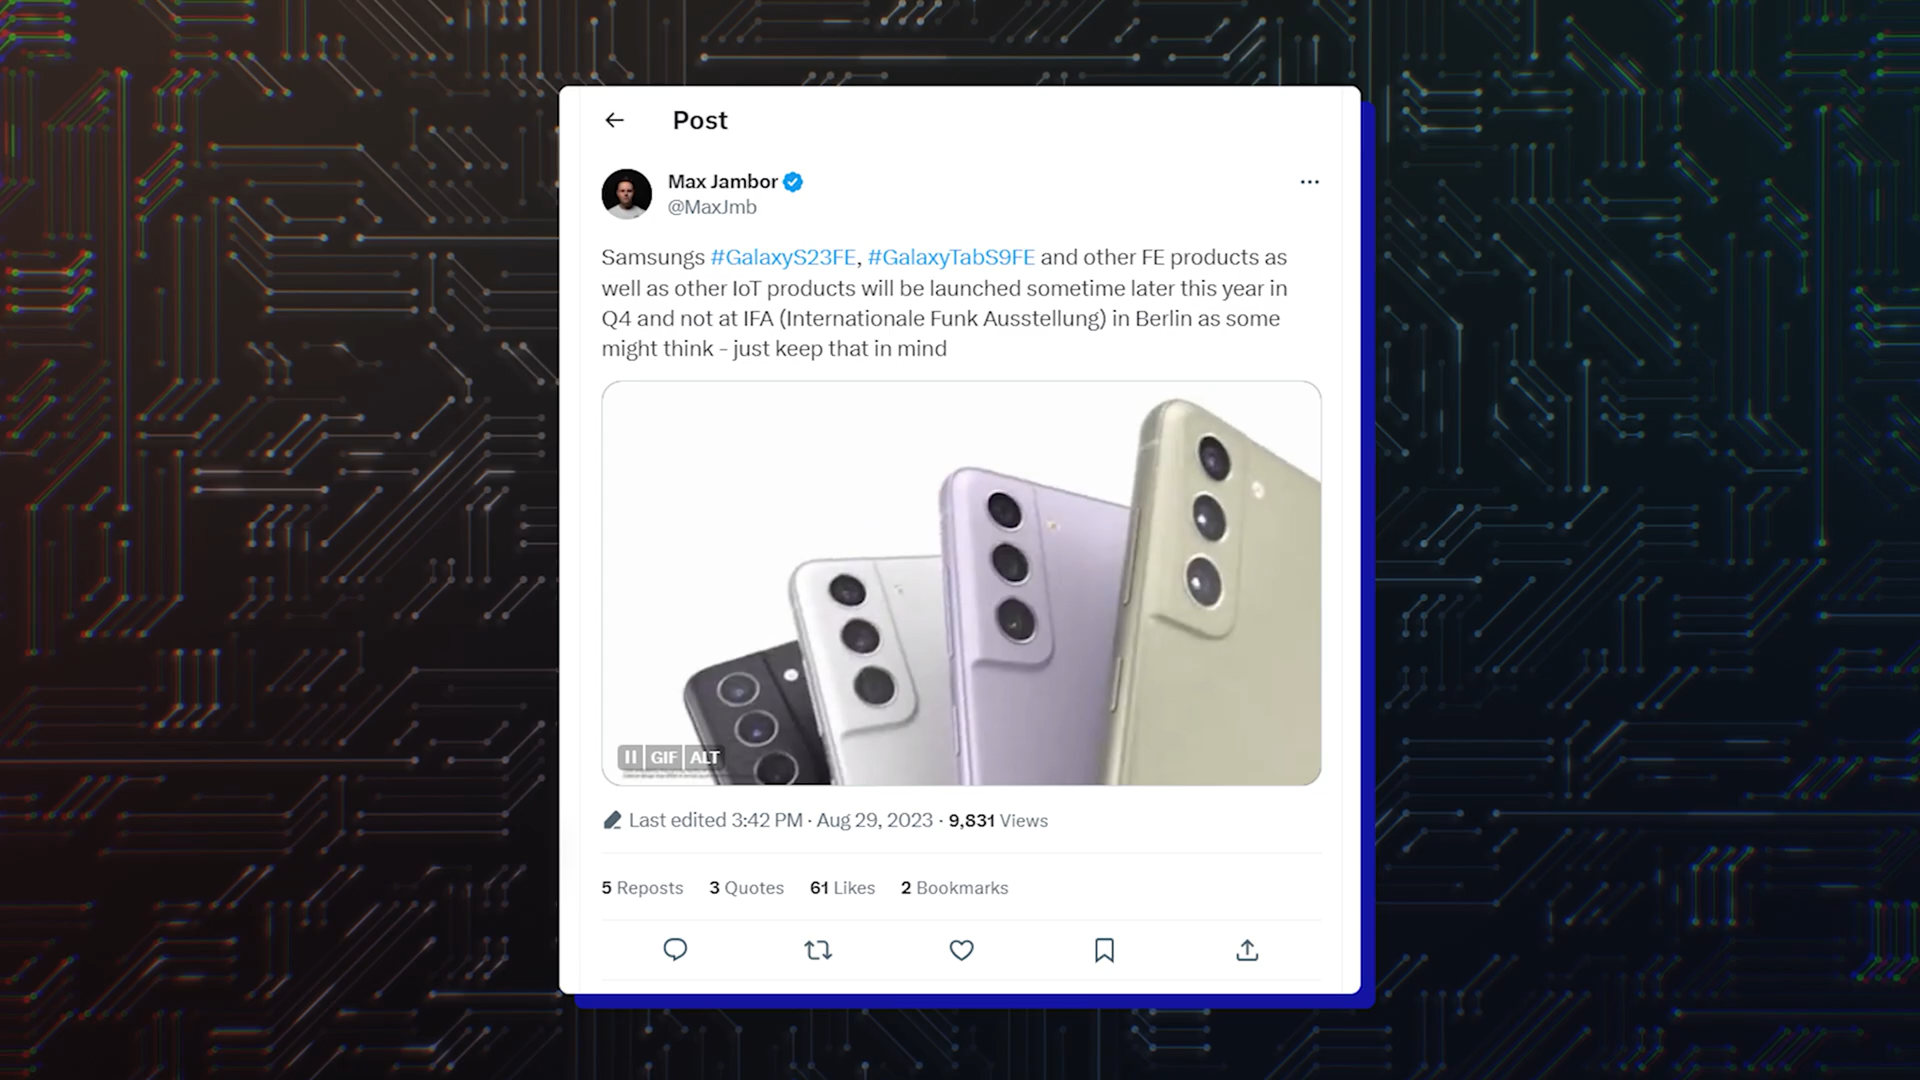 Post
Max Jambor
@MaxJmb
Samsungs #GalaxyS23FE, #GalaxyTabS9FE and other FE products as
well as other IoT products will be launched sometime later this year in
Q4 and not at IFA (Internationale Funk Ausstellung) in Berlin as some
might think - just keep that in mind
GIF ALT
Last edited 3:42 PM · Aug 29, 2023 · 9,831 Views
5 Reposts 3 Quotes 61 Likes 2 Bookmarks